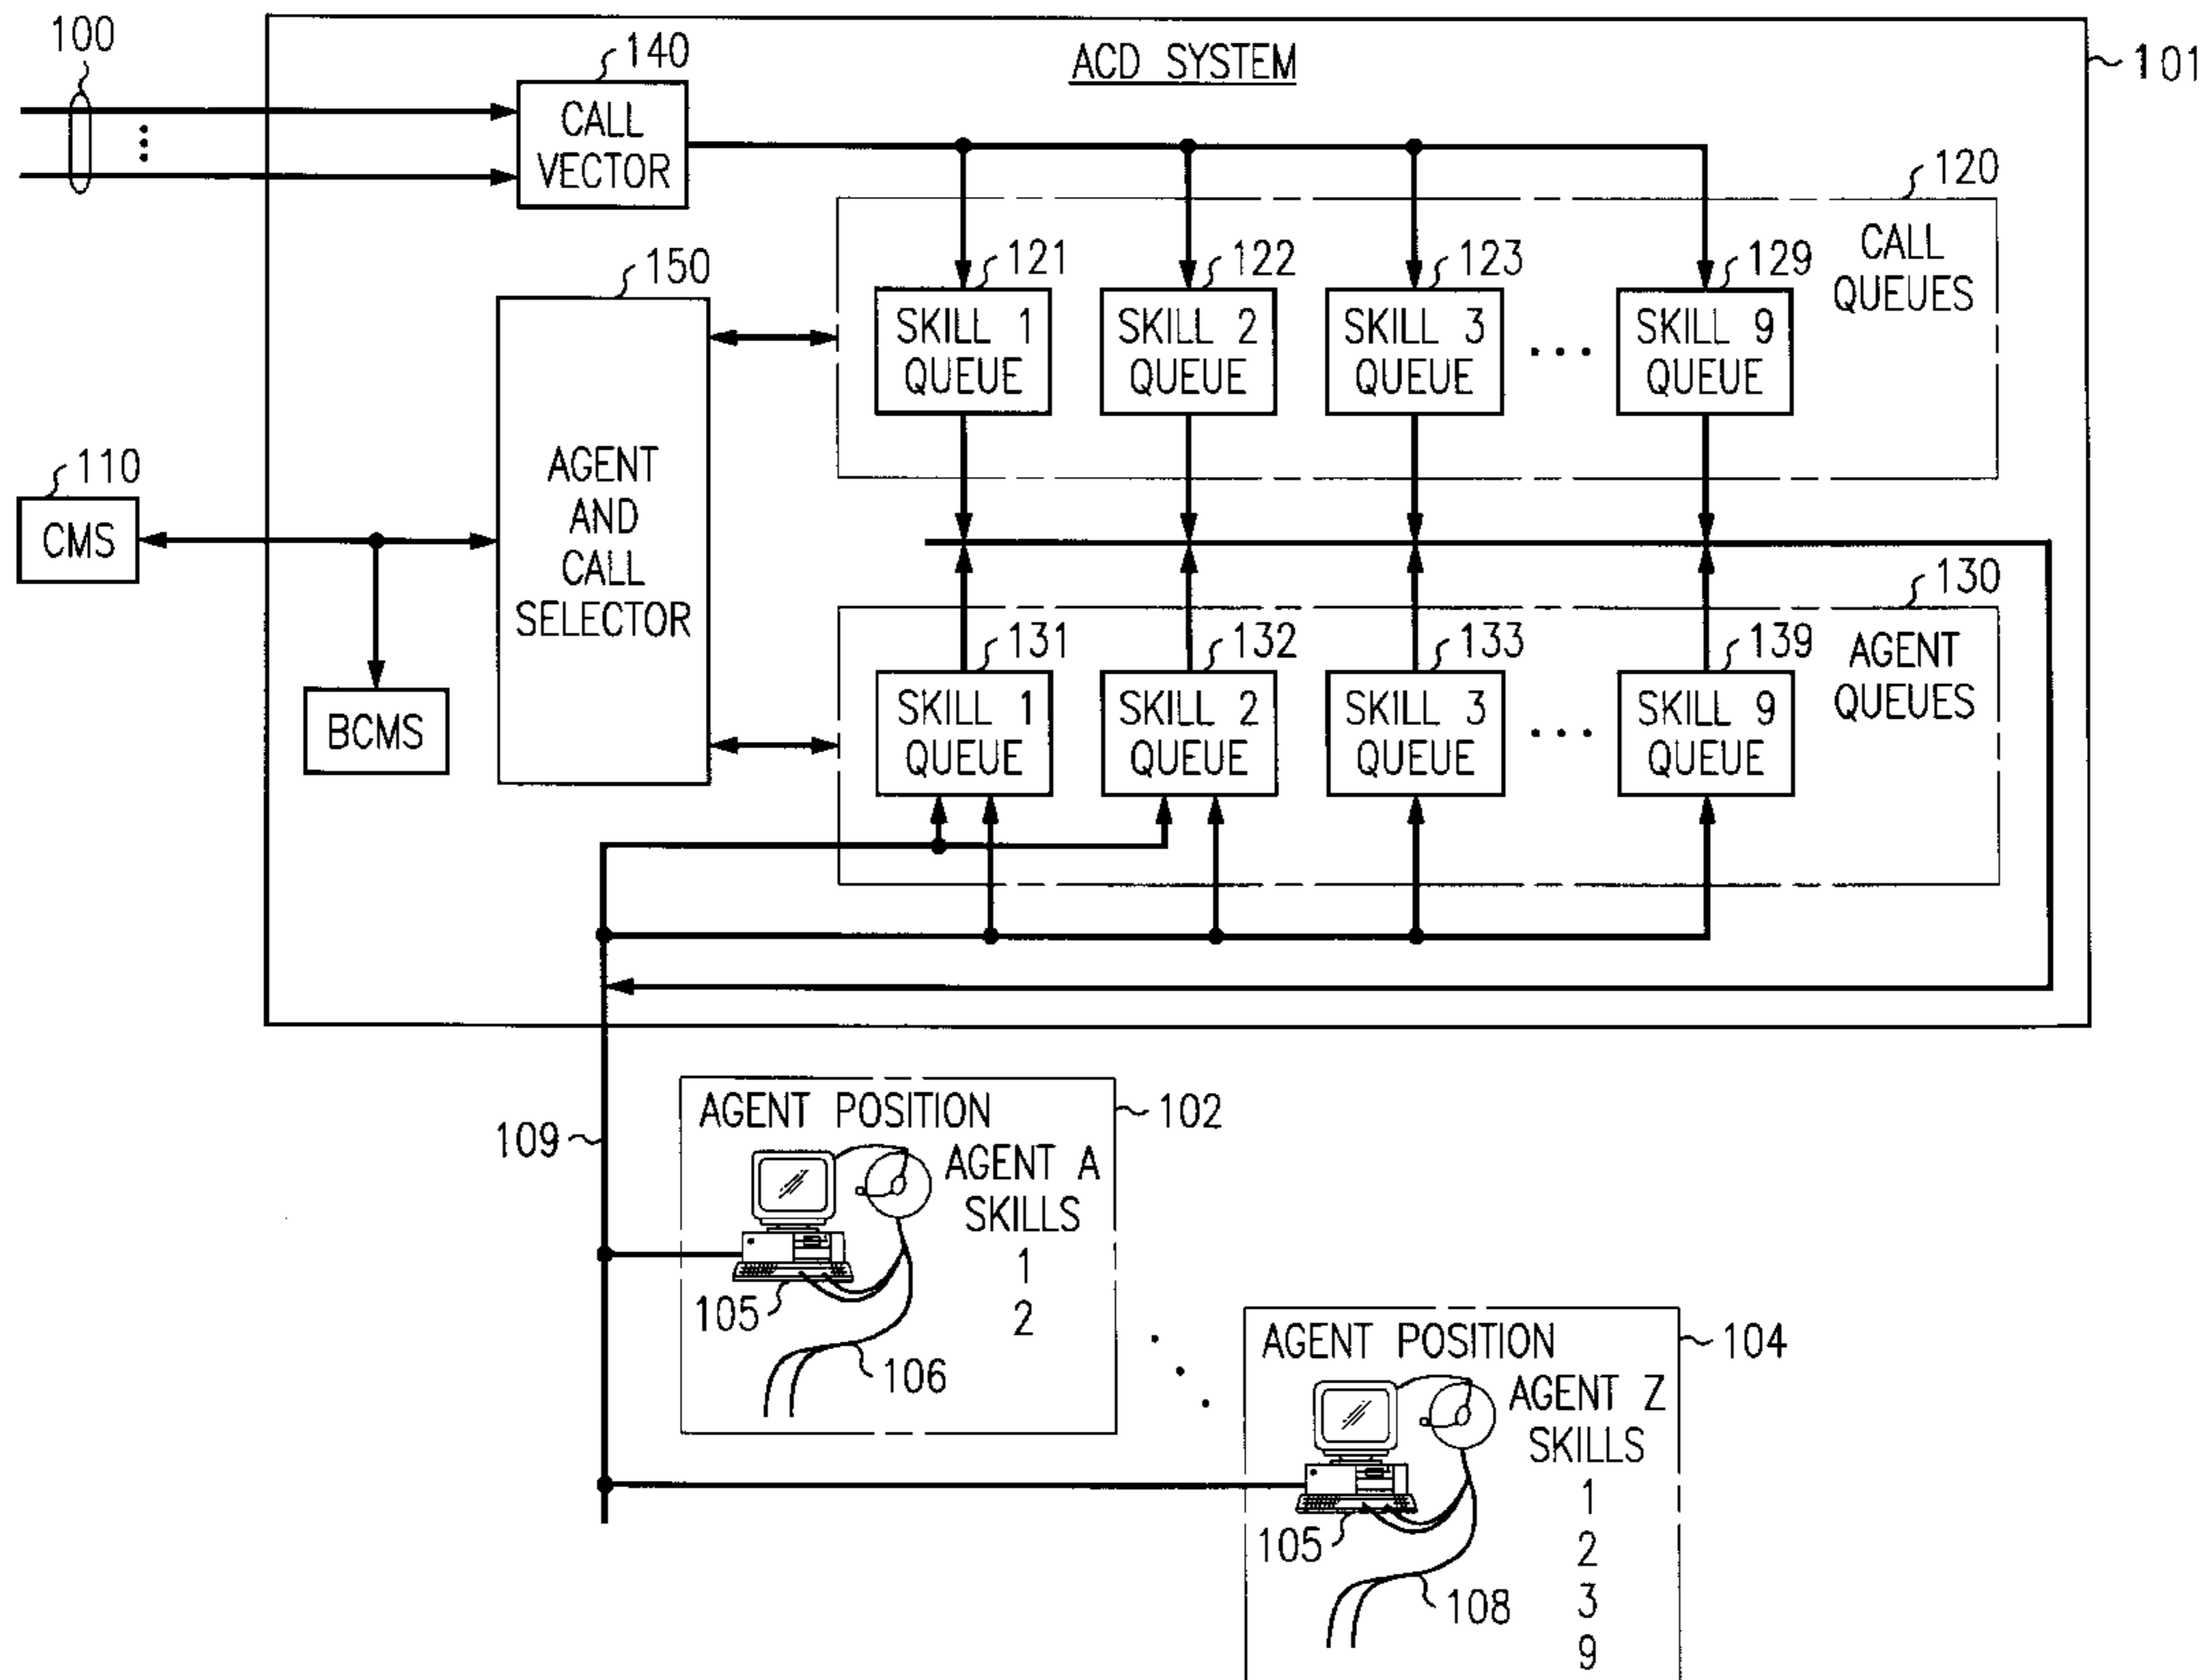 100
140
ACD SYSTEM
101
CALL
VECTOR
120
CALL
QUEUES
150
121
122
123
129
SKILL 1
QUEUE
SKILL 2
QUEUE
SKILL 3
QUEUE
...
SKILL 9
QUEUE
110
CMS
AGENT
AND
CALL
SELECTOR
130
AGENT
QUEUES
131
132
133
139
BCMS
SKILL 1
QUEUE
SKILL 2
QUEUE
SKILL 3
QUEUE
...
SKILL 9
QUEUE
109
AGENT POSITION
102
AGENT A
SKILLS
1
2
105
106
AGENT POSITION
104
AGENT Z
SKILLS
1
2
3
9
105
108